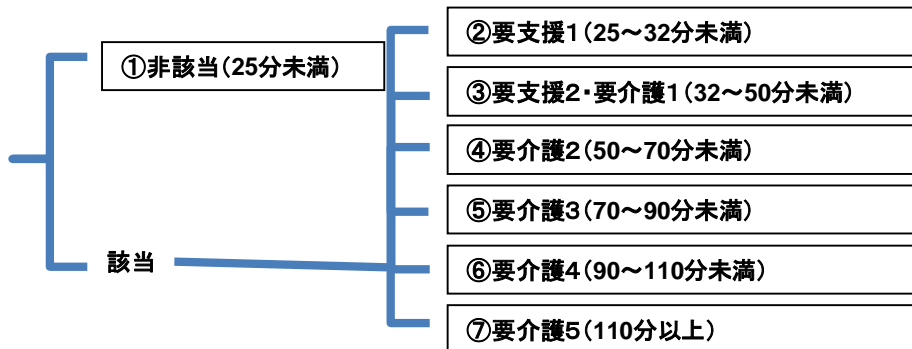 ①非該当(25分未満)
該当
②要支援1(25～32分未満)
③要支援2・要介護1(32～50分未満)
④要介護2(50～70分未満)
⑤要介護3(70～90分未満)
⑥要介護4(90～110分未満)
⑦要介護5(110分以上)